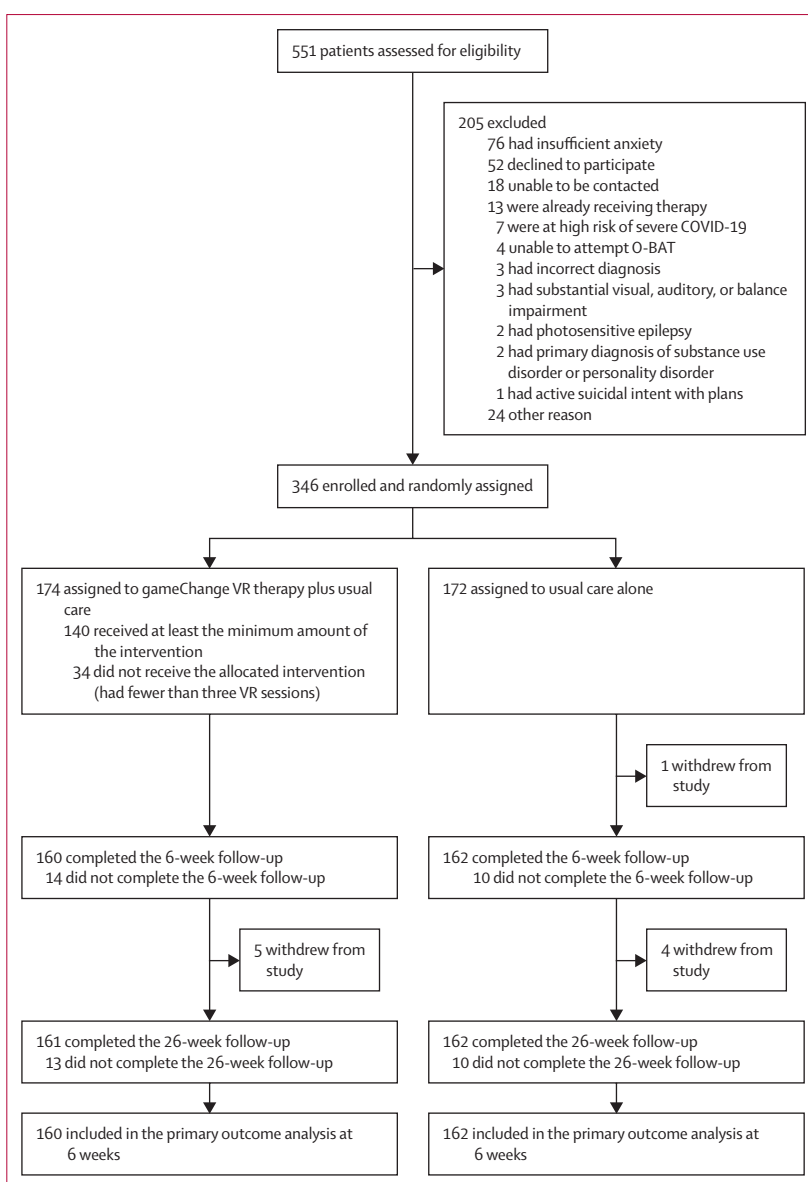 551 patients assessed for eligibility
205 excluded
76 had insufficient anxiety
52 declined to participate
18 unable to be contacted
13 were already receiving therapy
7 were at high risk of severe COVID-19
4 unable to attempt O-BAT
3 had incorrect diagnosis
3 had substantial visual, auditory, or balance
impairment
2 had photosensitive epilepsy
2 had primary diagnosis of substance use
disorder or personality disorder
1 had active suicidal intent with plans
24 other reason
346 enrolled and randomly assigned
174 assigned to gameChange VR therapy plus usual
care
140 received at least the minimum amount of
the intervention
34 did not receive the allocated intervention
(had fewer than three VR sessions)
172 assigned to usual care alone
1 withdrew from
study
160 completed the 6-week follow-up
14 did not complete the 6-week follow-up
162 completed the 6-week follow-up
10 did not complete the 6-week follow-up
5 withdrew from
study
4 withdrew from
study
161 completed the 26-week follow-up
13 did not complete the 26-week follow-up
162 completed the 26-week follow-up
10 did not complete the 26-week follow-up
160 included in the primary outcome analysis at
6 weeks
162 included in the primary outcome analysis at
6 weeks